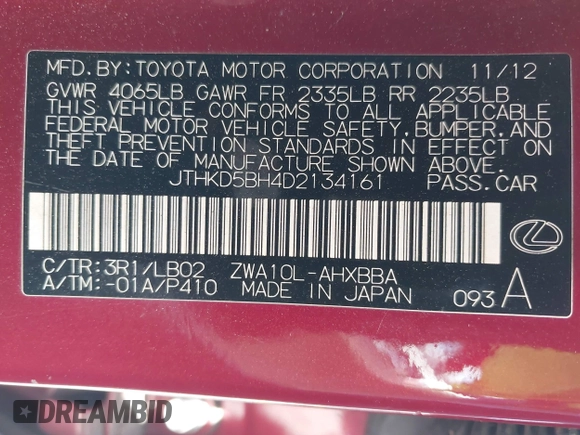 MFD.BY:TOYOTA MOTOR CORPORATION 11/12
GVWR 4065LB GAWR FR 2335LB RR 2235LB
THIS VEHICLE CONFORMS TO ALL APPLICABLE
FEDERAL MOTOR VEHICLE SAFETY,BUMPER,AND
THEFT PREVENTION STANDARDS IN EFFECT ON
THE DATE OF MANUFACTURE SHOWN ABOVE.
JTHKD5BH4D2134161 PASS.CAR
C/TR:3R1/LB02 ZWA10L-AHXBBA
A/TM:-01A/P410 MADE IN JAPAN 093 A
DREAMBID